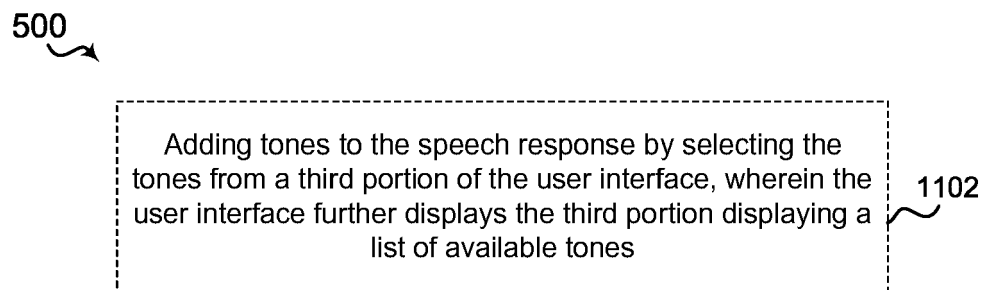 500
Adding tones to the speech response by selecting the
tones from a third portion of the user interface, wherein the
user interface further displays the third portion displaying a
list of available tones
1102